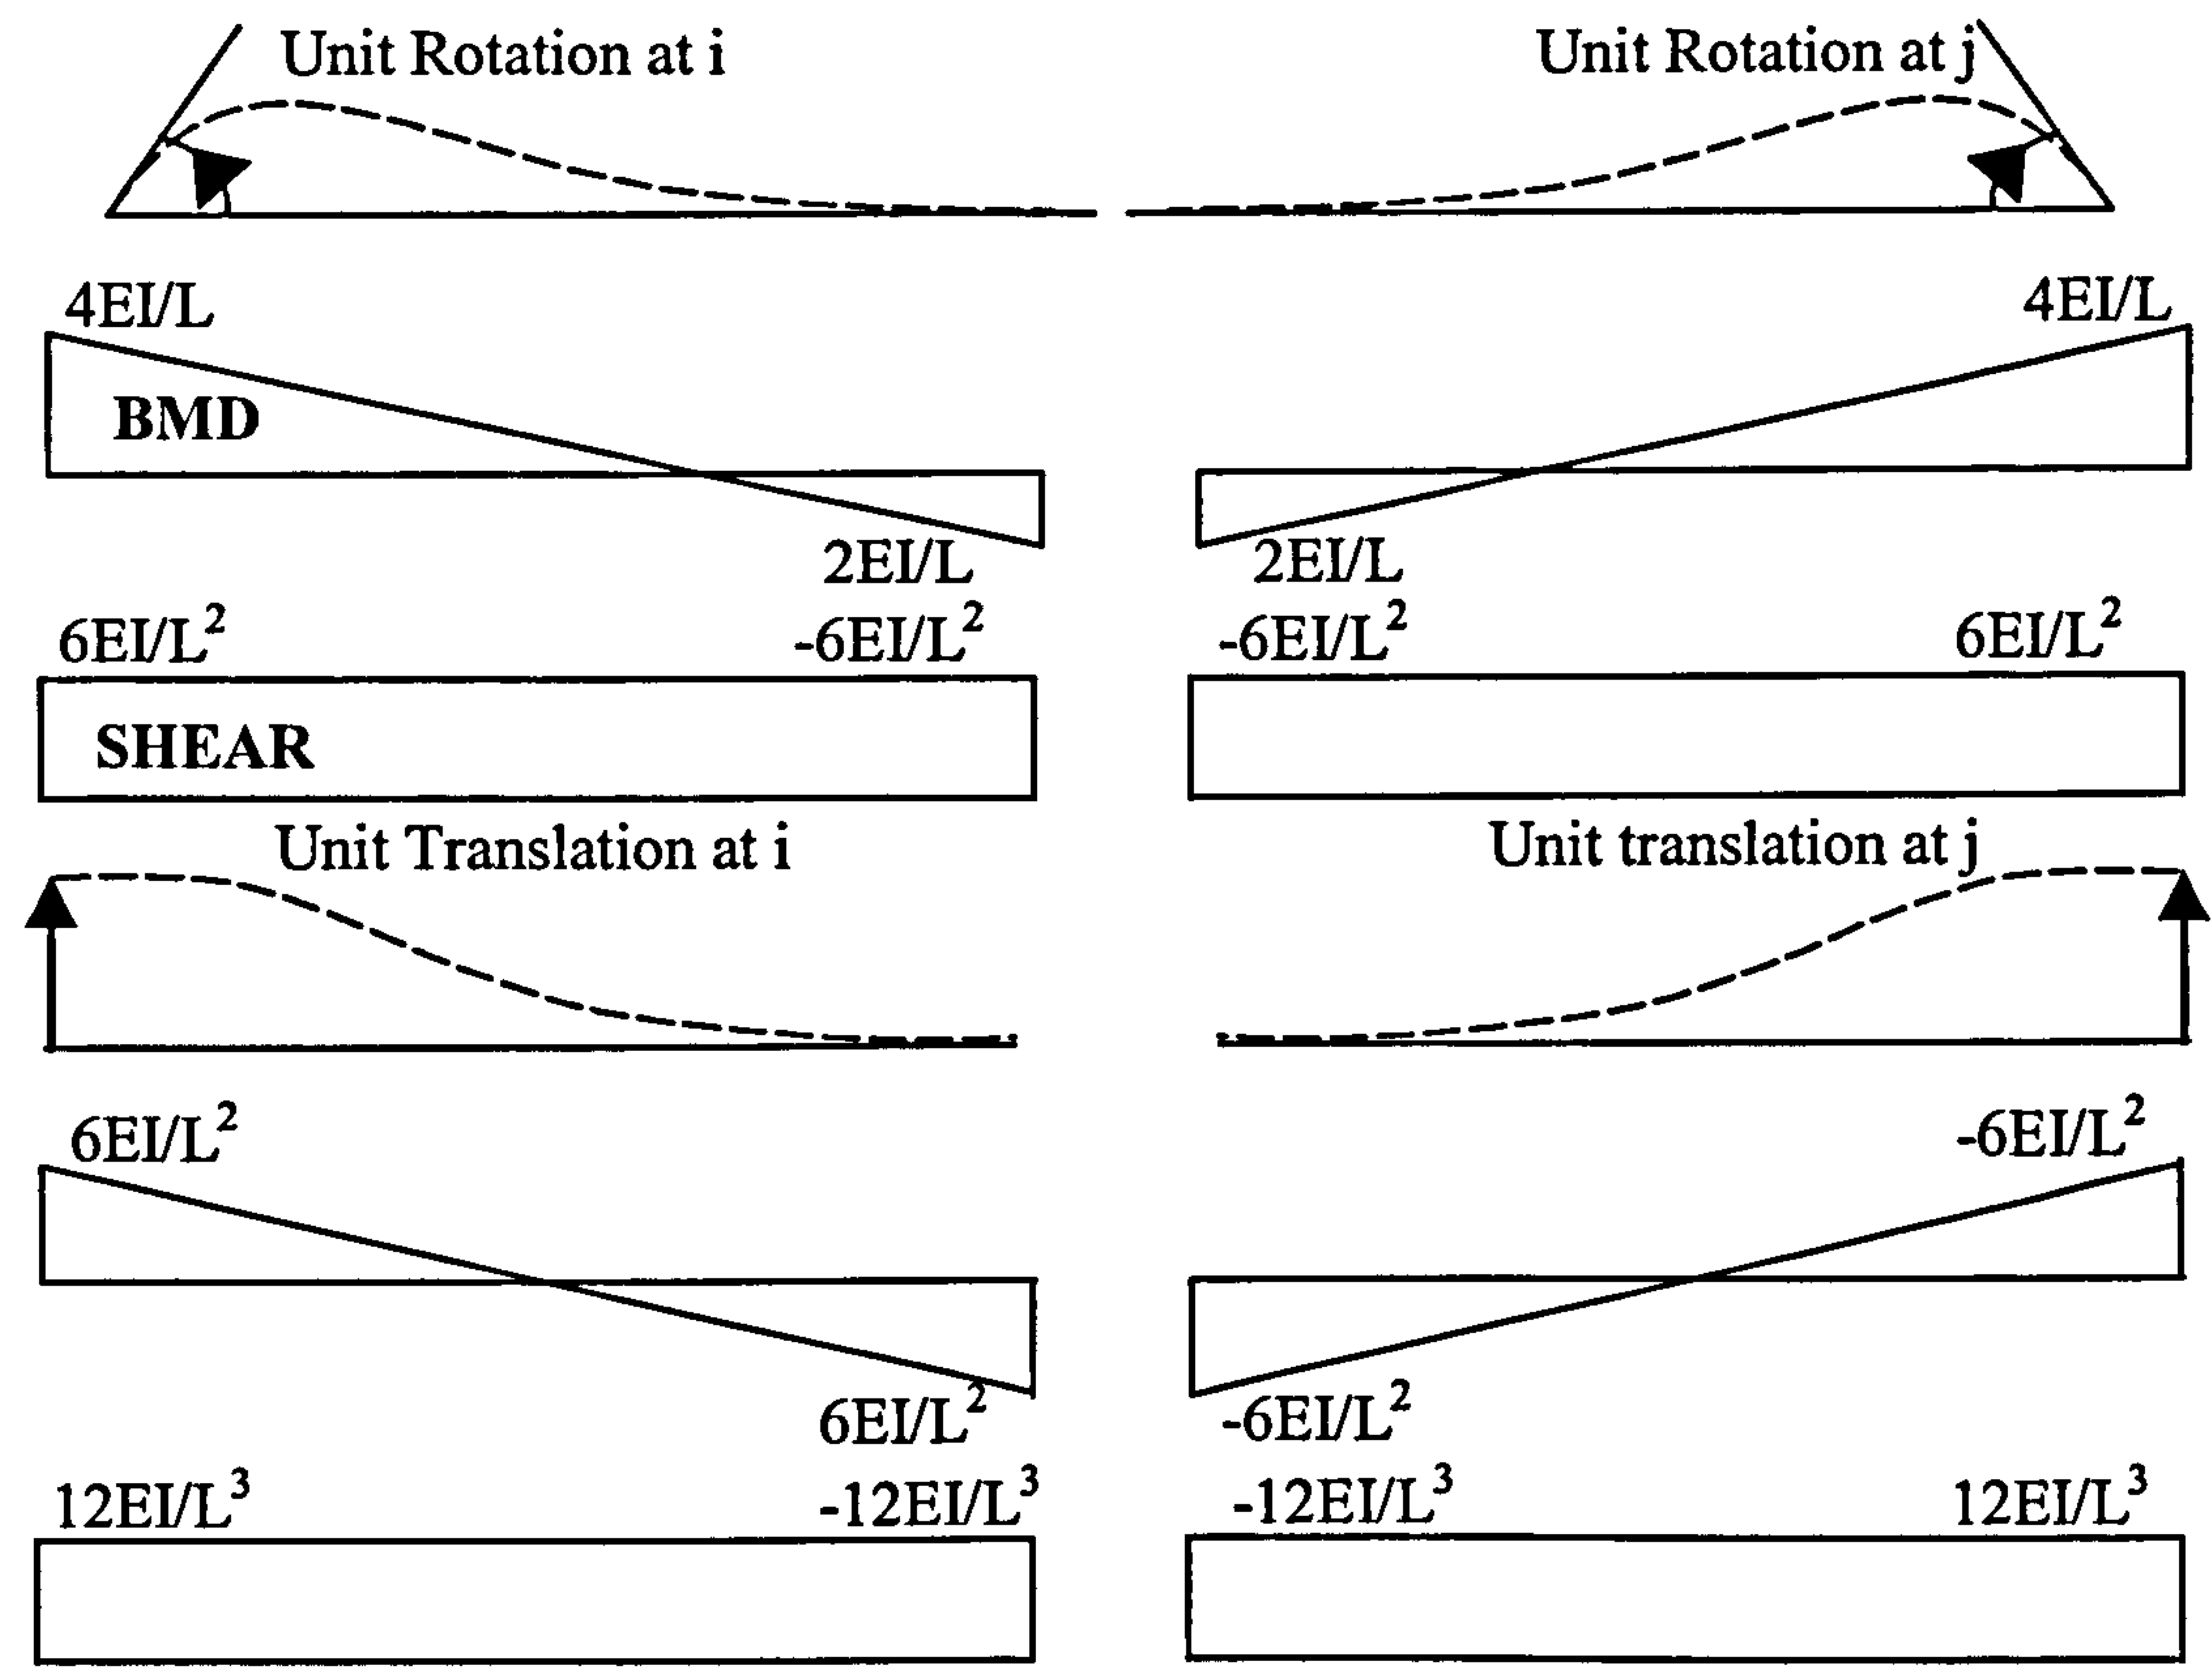 Unit Rotation at i
Unit Rotation at j
4EI/L
4EI/L
BMD
2EI/L
2EI/L
6EI/L²
-6EI/L²
-6EI/L²
6EI/L²
SHEAR
Unit Translation at i
Unit translation at j
6EI/L²
-6EI/L²
6EI/L²
-6EI/L²
12EI/L³
-12EI/L³
-12EI/L³
12EI/L³